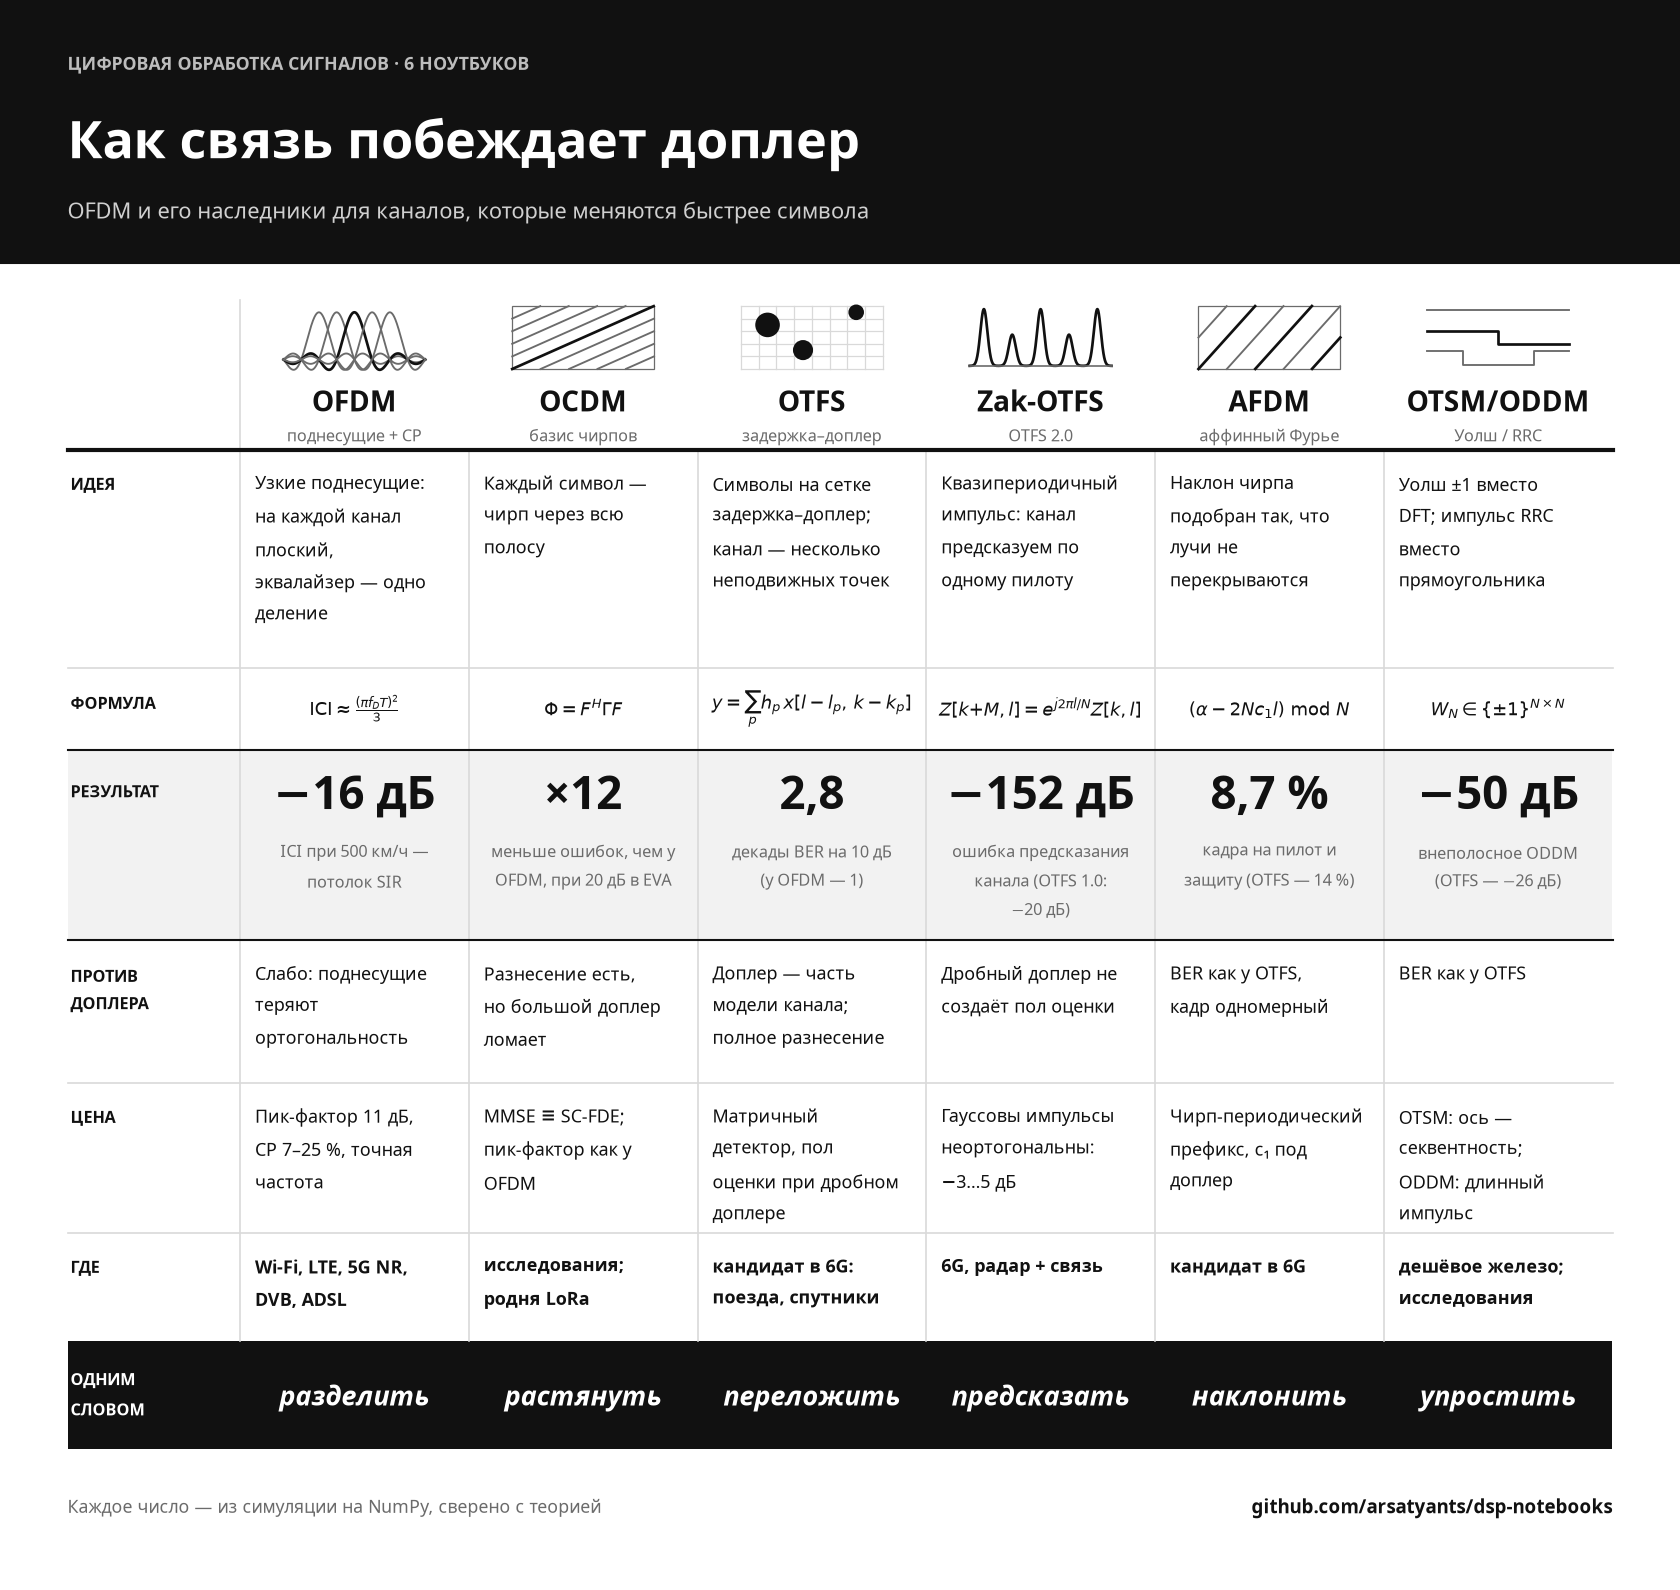 ЦИФРОВАЯ ОБРАБОТКА СИГНАЛОВ · 6 НОУТБУКОВ
Как связь побеждает доплер
OFDM и его наследники для каналов, которые меняются быстрее символа
OFDM
поднесущие + CP
OCDM
базис чирпов
OTFS
задержка–доплер
Zak-OTFS
OTFS 2.0
AFDM
аффинный Фурье
OTSM/ODDM
Уолш / RRC
ИДЕЯ
Узкие поднесущие:
на каждой канал
плоский,
эквалайзер — одно
деление
Каждый символ —
чирп через всю
полосу
Символы на сетке
задержка–доплер;
канал — несколько
неподвижных точек
Квазипериодичный
импульс: канал
предсказуем по
одному пилоту
Наклон чирпа
подобран так, что
лучи не
перекрываются
Уолш ±1 вместо
DFT; импульс RRC
вместо
прямоугольника
ФОРМУЛА
ICI ≈ (πf_D T)²/3
Φ = F^H ΓF
y = ∑_p h_p x[l − l_p, k − k_p]
Z[k+M, l] = e^{j2πl/N} Z[k, l]
(α − 2Nc₁l) mod N
W_N ∈ {±1}^{N×N}
РЕЗУЛЬТАТ
−16 дБ
ICI при 500 км/ч —
потолок SIR
×12
меньше ошибок, чем у
OFDM, при 20 дБ в EVA
2,8
декады BER на 10 дБ
(у OFDM — 1)
−152 дБ
ошибка предсказания
канала (OTFS 1.0:
−20 дБ)
8,7 %
кадра на пилот и
защиту (OTFS — 14 %)
−50 дБ
внеполосное ODDM
(OTFS — −26 дБ)
ПРОТИВ
ДОПЛЕРА
Слабо: поднесущие
теряют
ортогональность
Разнесение есть,
но большой доплер
ломает
Доплер — часть
модели канала;
полное разнесение
Дробный доплер не
создаёт пол оценки
BER как у OTFS,
кадр одномерный
BER как у OTFS
ЦЕНА
Пик-фактор 11 дБ,
CP 7–25 %, точная
частота
MMSE ≡ SC-FDE;
пик-фактор как у
OFDM
Матричный
детектор, пол
оценки при дробном
доплере
Гауссовы импульсы
неортогональны:
−3…5 дБ
Чирп-периодический
префикс, c₁ под
доплер
OTSM: ось —
секвентность;
ODDM: длинный
импульс
ГДЕ
Wi-Fi, LTE, 5G NR,
DVB, ADSL
исследования;
родня LoRa
кандидат в 6G:
поезда, спутники
6G, радар + связь
кандидат в 6G
дешёвое железо;
исследования
ОДНИМ
СЛОВОМ
разделить
растянуть
переложить
предсказать
наклонить
упростить
Каждое число — из симуляции на NumPy, сверено с теорией
github.com/arsatyants/dsp-notebooks